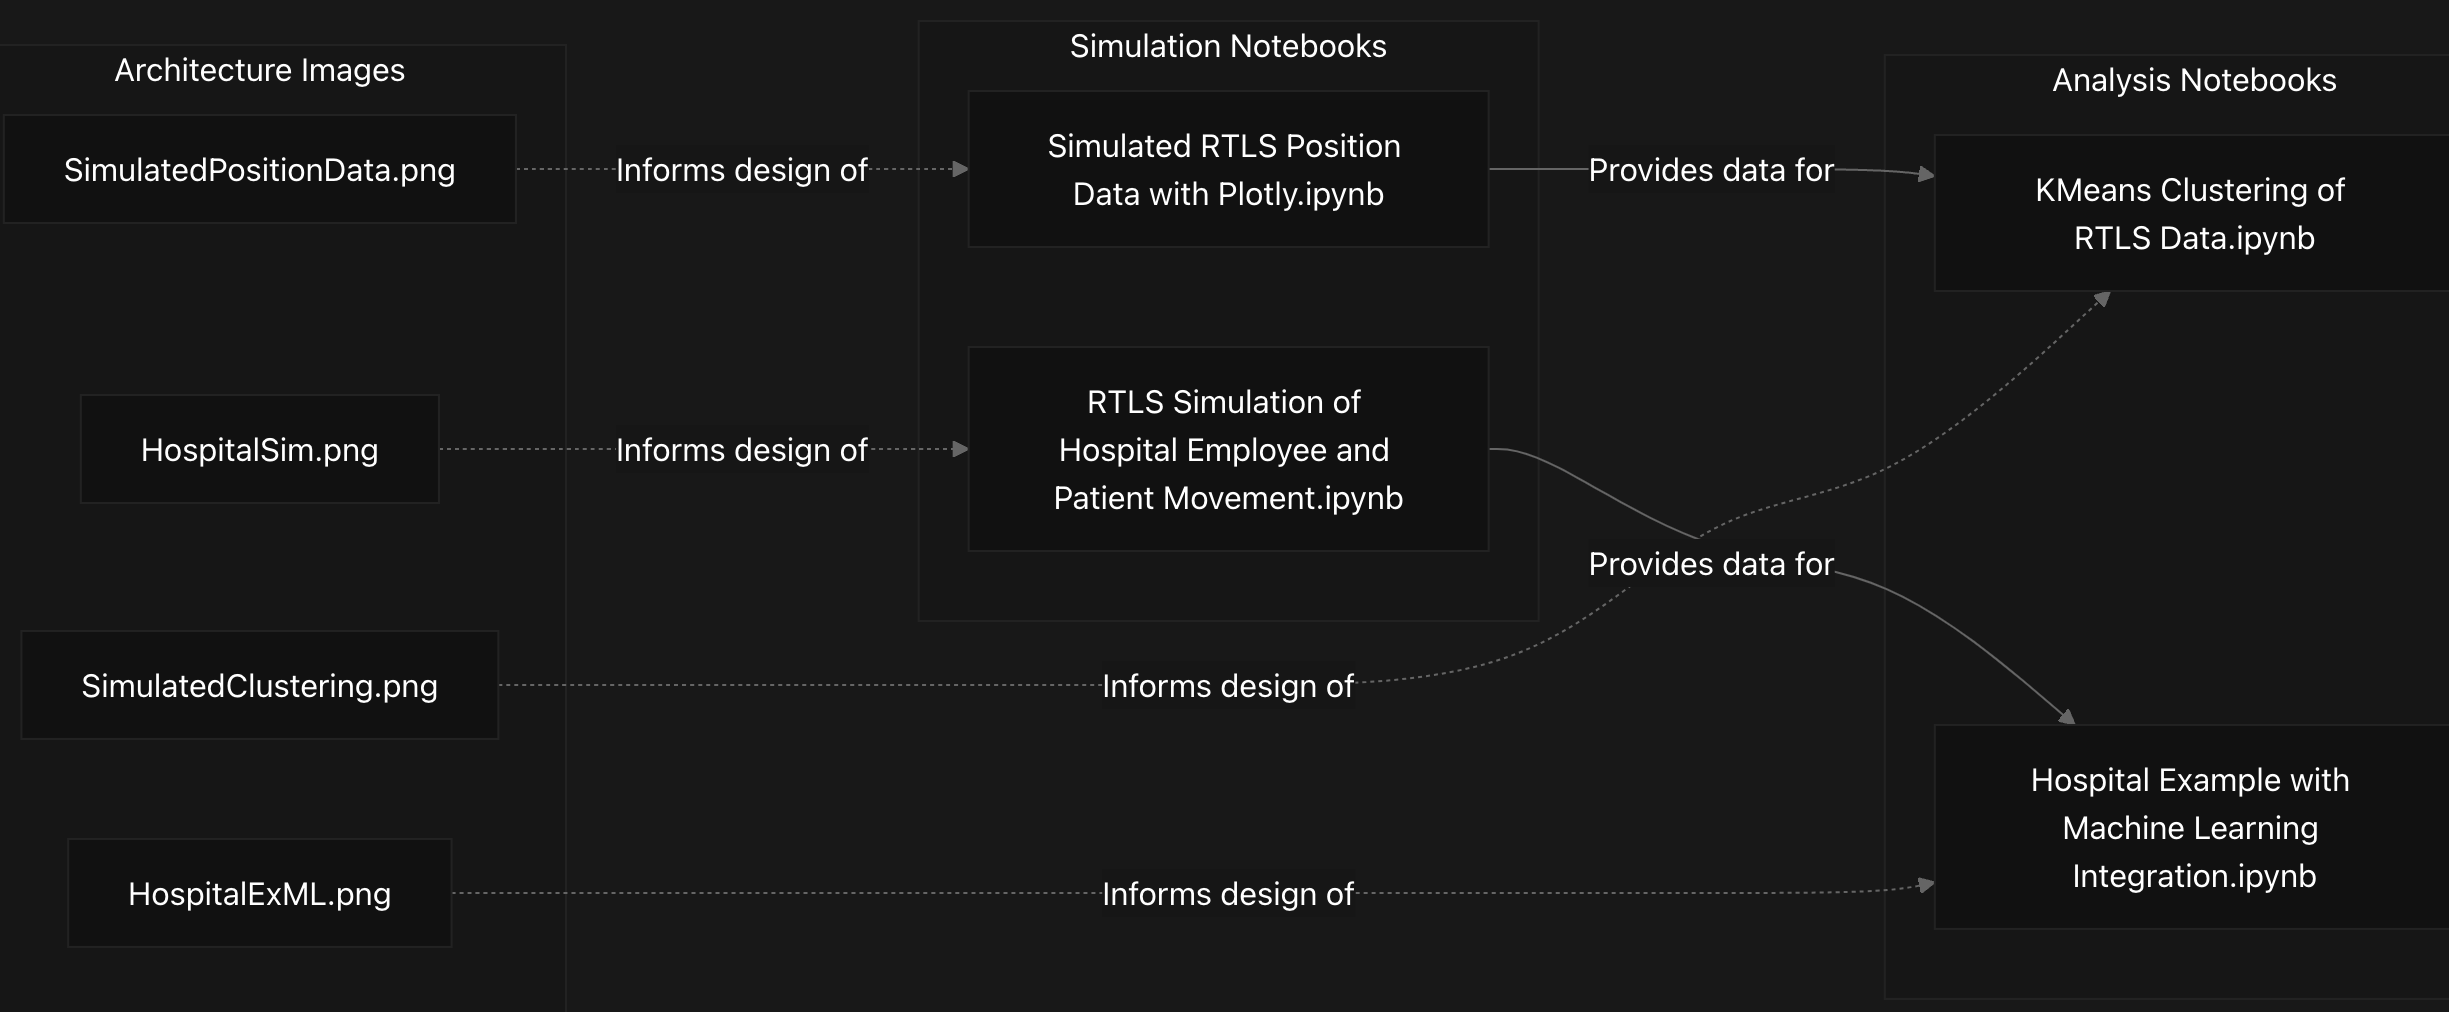 Architecture Images
SimulatedPositionData.png
HospitalSim.png
SimulatedClustering.png
HospitalExML.png
Informs design of
Informs design of
Informs design of
Informs design of
Simulation Notebooks
Simulated RTLS Position
Data with Plotly.ipynb
RTLS Simulation of
Hospital Employee and
Patient Movement.ipynb
Provides data for
Provides data for
Analysis Notebooks
KMeans Clustering of
RTLS Data.ipynb
Hospital Example with
Machine Learning
Integration.ipynb